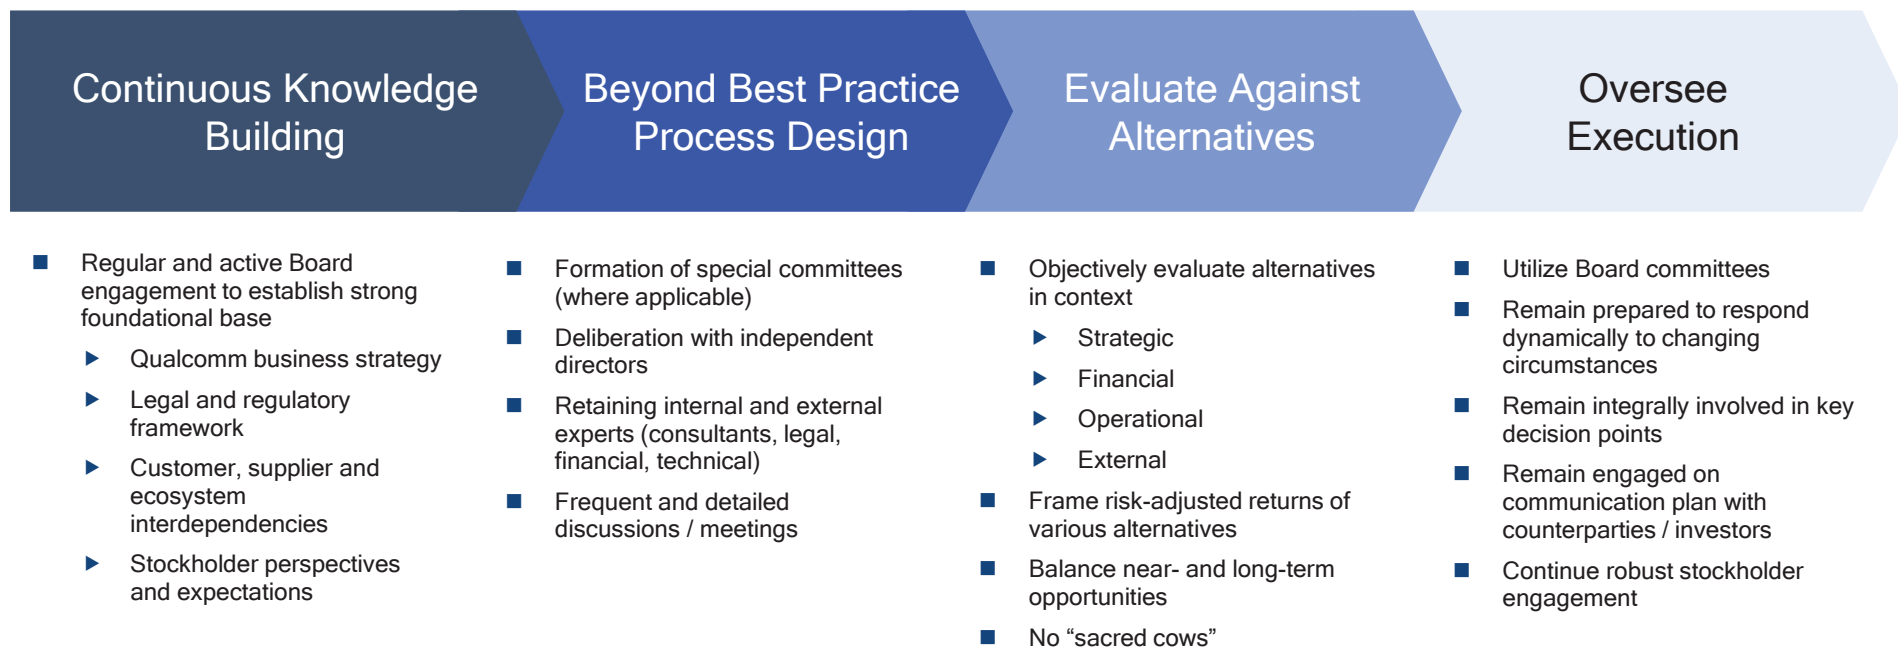 Continuous Knowledge
Building
Beyond Best Practice
Process Design
Evaluate Against
Alternatives
Oversee
Execution
Regular and active Board
engagement to establish strong
foundational base
Qualcomm business strategy
Legal and regulatory
framework
Customer, supplier and
ecosystem
interdependencies
Stockholder perspectives
and expectations
Formation of special committees
(where applicable)
Deliberation with independent
directors
Retaining internal and external
experts (consultants, legal,
financial, technical)
Frequent and detailed
discussions / meetings
Objectively evaluate alternatives
in context
Strategic
Financial
Operational
External
Frame risk-adjusted returns of
various alternatives
Balance near- and long-term
opportunities
No “sacred cows”
Utilize Board committees
Remain prepared to respond
dynamically to changing
circumstances
Remain integrally involved in key
decision points
Remain engaged on
communication plan with
counterparties / investors
Continue robust stockholder
engagement